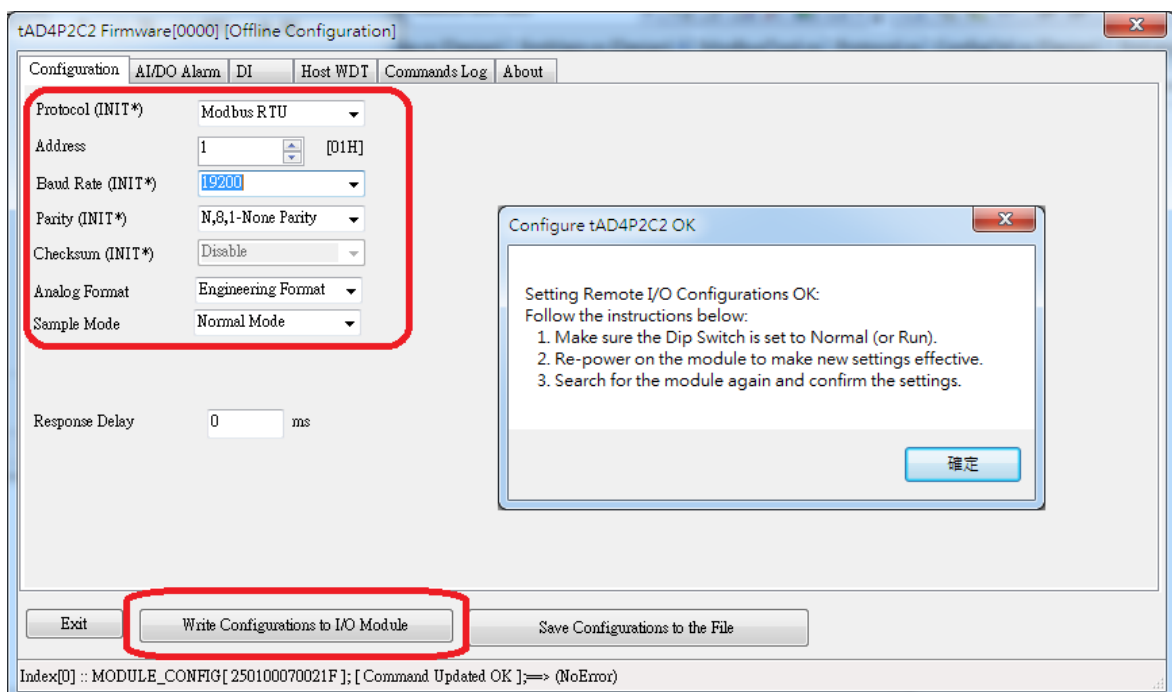 tAD4P2C2 Firmware[0000] [Offline Configuration]
Configuration AI/DO Alarm DI Host WDT Commands Log About
Protocol (INIT*) Modbus RTU
Address 1 [01H]
Baud Rate (INIT*) 19200
Parity (INIT*) N,8,1-None Parity
Checksum (INIT*) Disable
Analog Format Engineering Format
Sample Mode Normal Mode
Response Delay 0 ms
Configure tAD4P2C2 OK
Setting Remote I/O Configurations OK:
Follow the instructions below:
1. Make sure the Dip Switch is set to Normal (or Run).
2. Re-power on the module to make new settings effective.
3. Search for the module again and confirm the settings.
確定
Exit Write Configurations to I/O Module Save Configurations to the File
Index[0] :: MODULE_CONFIG[ 250100070021F ]; [ Command Updated OK ];==> (NoError)